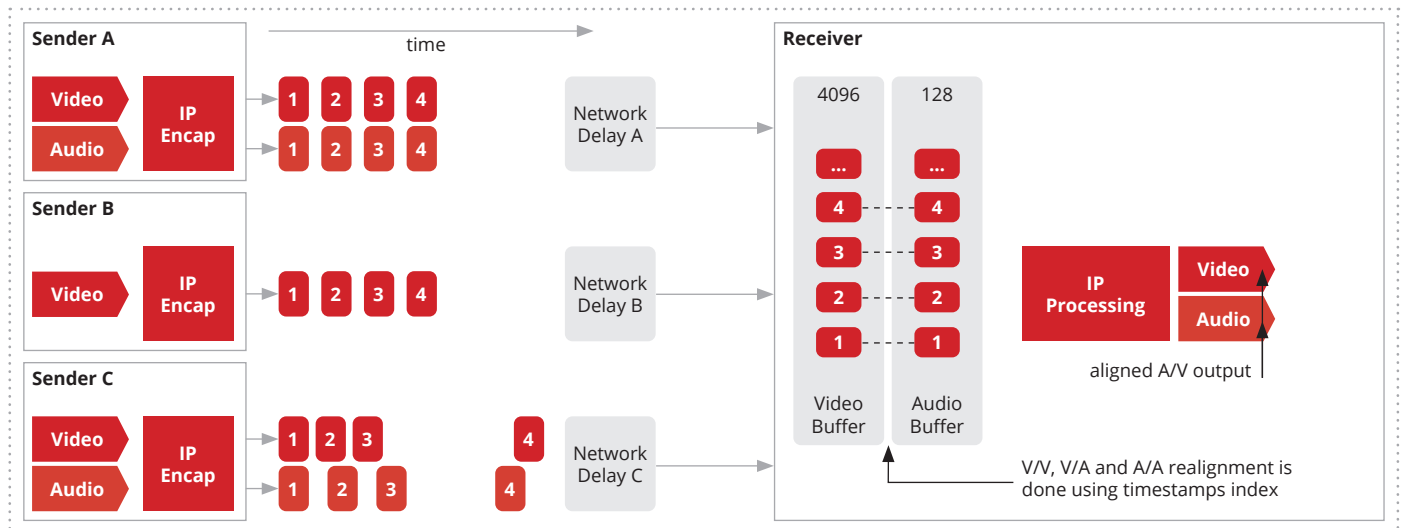 Sender A
time
Video
Audio
IP
Encap
1 2 3 4
1 2 3 4
Network
Delay A
Sender B
Video
IP
Encap
1 2 3 4
Network
Delay B
Sender C
Video
Audio
IP
Encap
1 2 3 4
1 2 3 4
Network
Delay C
Receiver
4096 128
... ...
4 4
3 3
2 2
1 1
Video
Buffer
Audio
Buffer
IP
Processing
Video
Audio
aligned A/V output
V/V, V/A and A/A realignment is
done using timestamps index